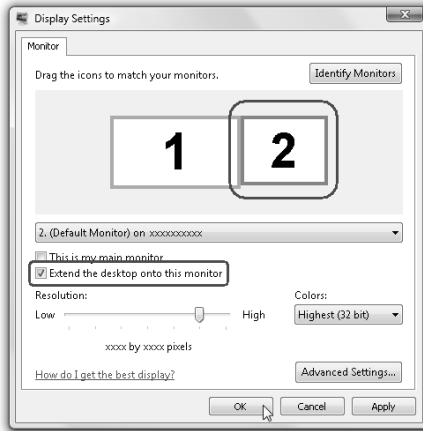 Display Settings
Monitor
Drag the icons to match your monitors.
Identify Monitors
1
2
2. (Default Monitor) on xxxxxxxxxx
This is my main monitor
Extend the desktop onto this monitor
Resolution:
Colors:
Low
High
Highest (32 bit)
xxxx by xxxx pixels
How do I get the best display?
Advanced Settings...
OK
Cancel
Apply